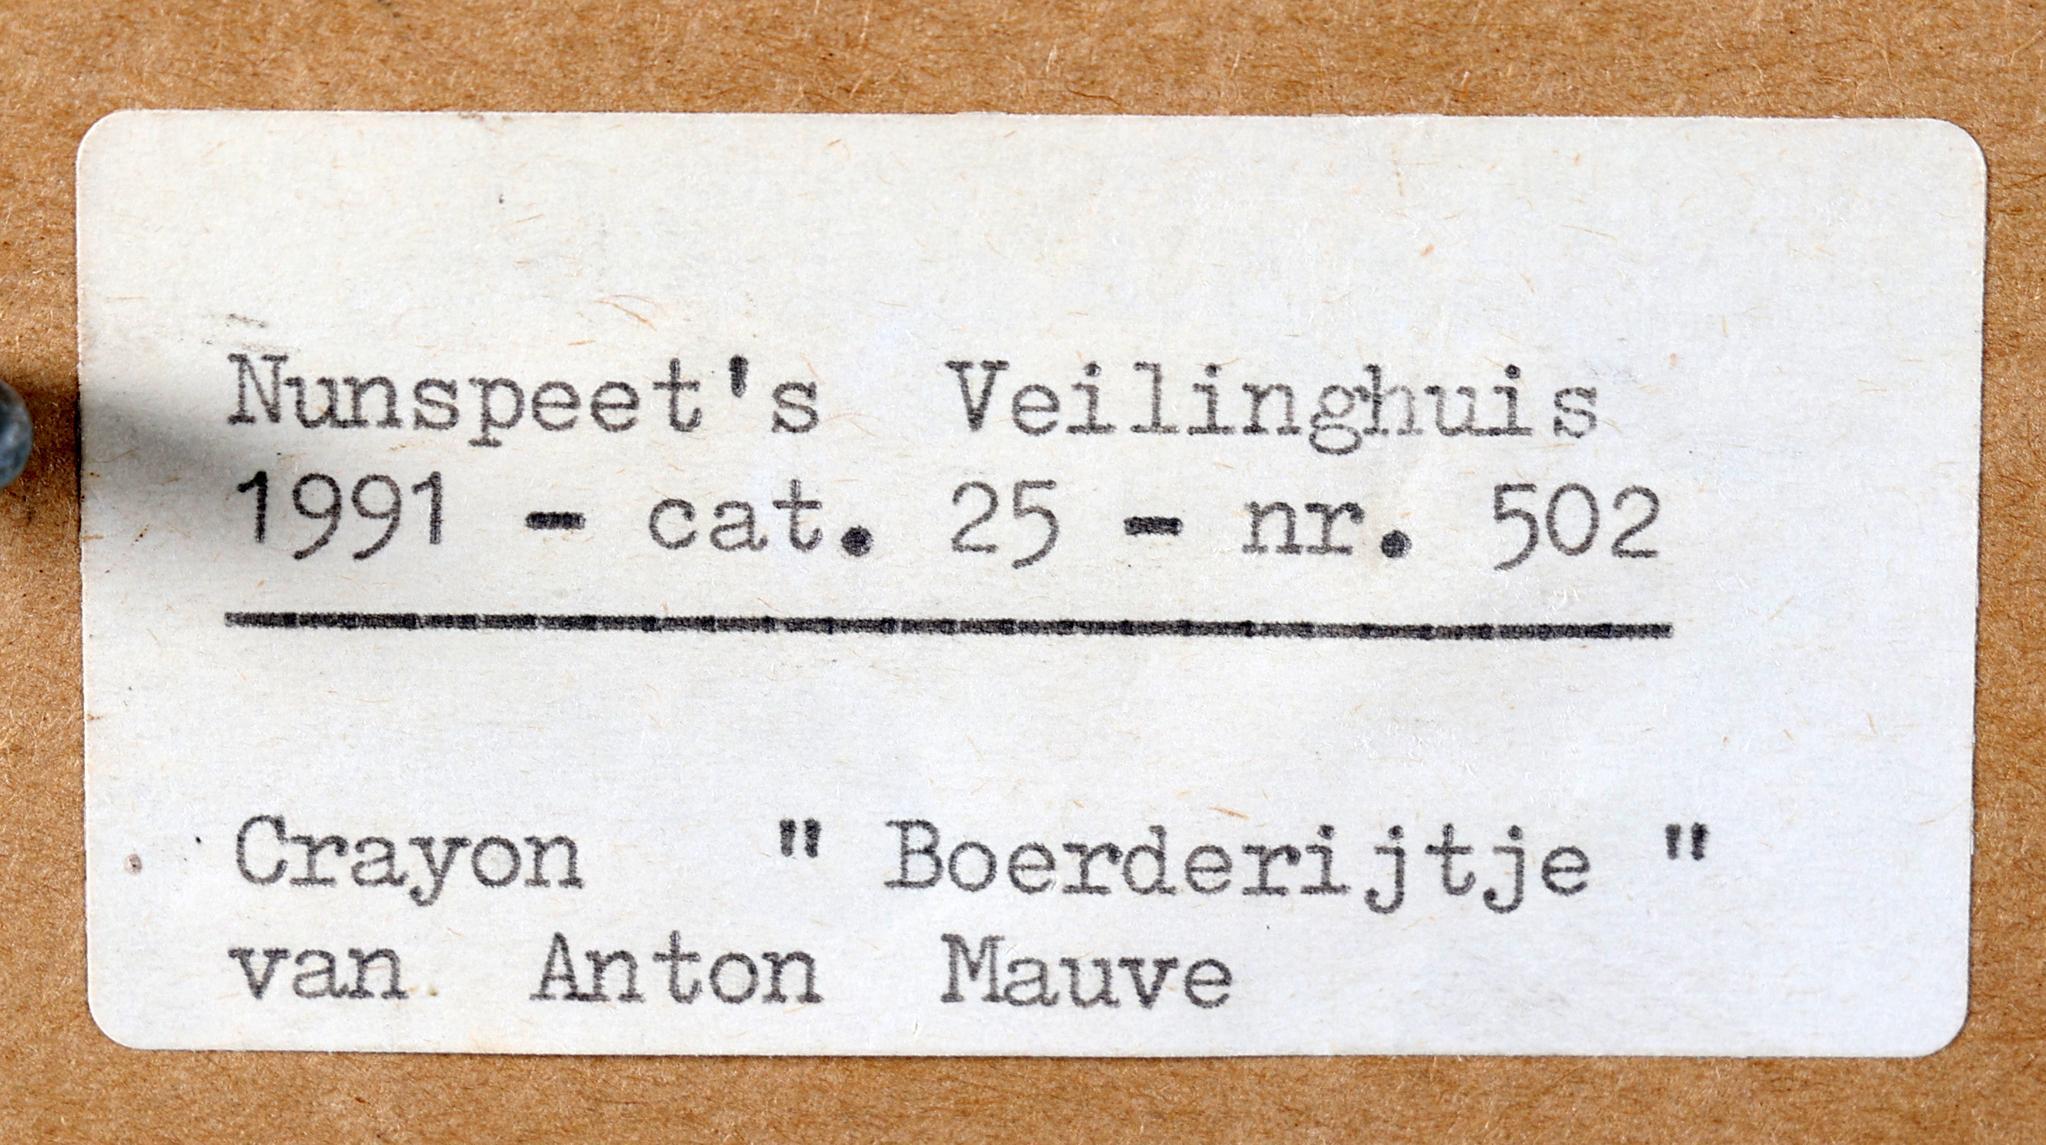 Nunspeet's Veilinghuis
1991 - cat. 25 - nr. 502
Crayon " Boerderijtje "
van Anton Mauve